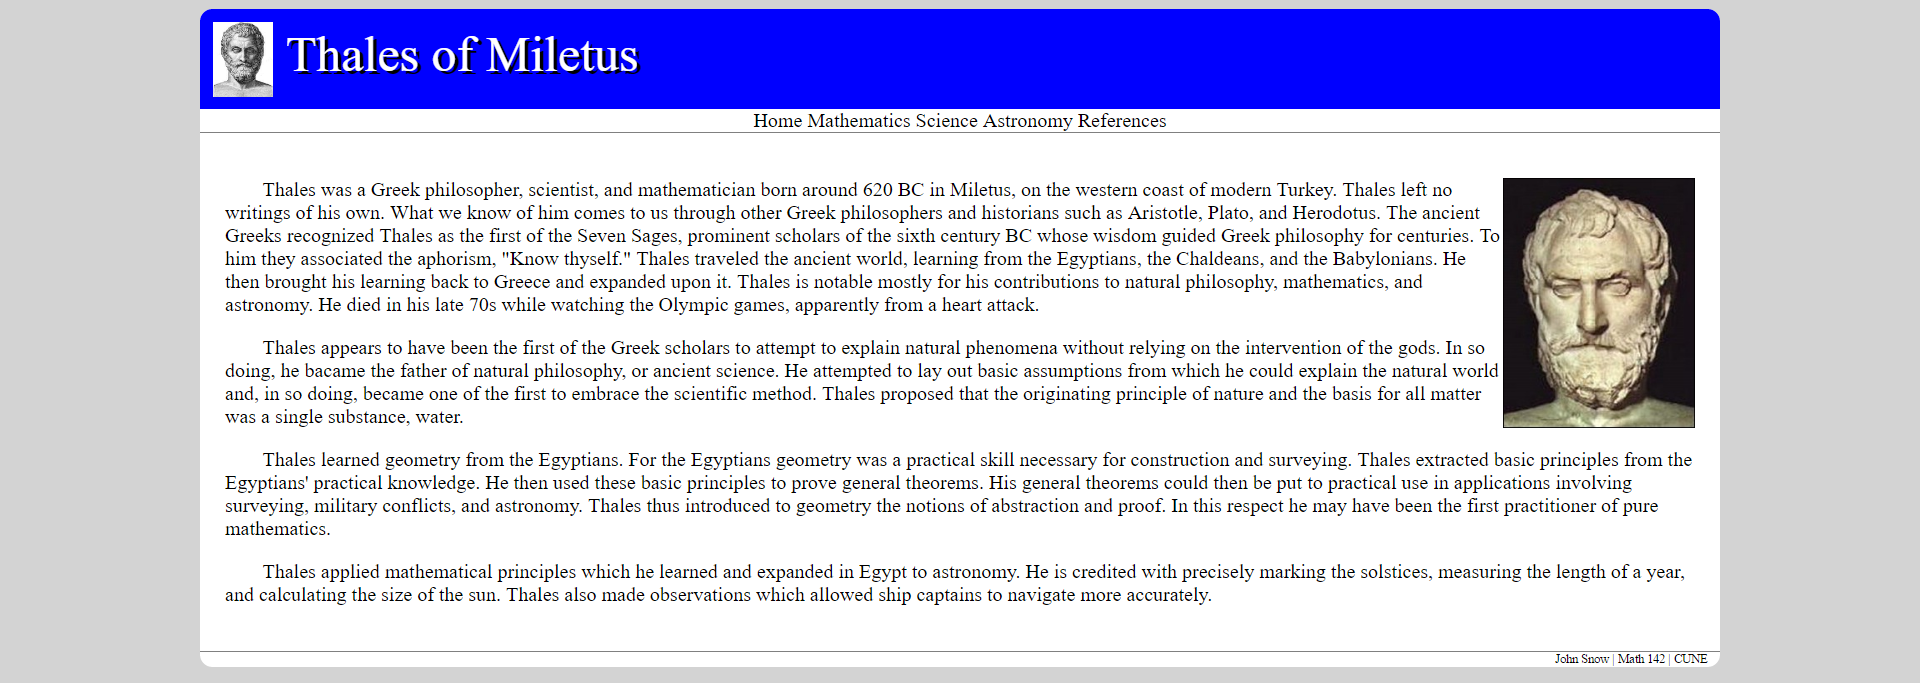 Thales of Miletus
Home Mathematics Science Astronomy References
Thales was a Greek philosopher, scientist, and mathematician born around 620 BC in Miletus, on the western coast of modern Turkey. Thales left no
writings of his own. What we know of him comes to us through other Greek philosophers and historians such as Aristotle, Plato, and Herodotus. The ancient
Greeks recognized Thales as the first of the Seven Sages, prominent scholars of the sixth century BC whose wisdom guided Greek philosophy for centuries. To
him they associated the aphorism, "Know thyself." Thales traveled the ancient world, learning from the Egyptians, the Chaldeans, and the Babylonians. He
then brought his learning back to Greece and expanded upon it. Thales is notable mostly for his contributions to natural philosophy, mathematics, and
astronomy. He died in his late 70s while watching the Olympic games, apparently from a heart attack.
Thales appears to have been the first of the Greek scholars to attempt to explain natural phenomena without relying on the intervention of the gods. In so
doing, he bacame the father of natural philosophy, or ancient science. He attempted to lay out basic assumptions from which he could explain the natural world
and, in so doing, became one of the first to embrace the scientific method. Thales proposed that the originating principle of nature and the basis for all matter
was a single substance, water.
Thales learned geometry from the Egyptians. For the Egyptians geometry was a practical skill necessary for construction and surveying. Thales extracted basic principles from the
Egyptians' practical knowledge. He then used these basic principles to prove general theorems. His general theorems could then be put to practical use in applications involving
surveying, military conflicts, and astronomy. Thales thus introduced to geometry the notions of abstraction and proof. In this respect he may have been the first practitioner of pure
mathematics.
Thales applied mathematical principles which he learned and expanded in Egypt to astronomy. He is credited with precisely marking the solstices, measuring the length of a year,
and calculating the size of the sun. Thales also made observations which allowed ship captains to navigate more accurately.
John Snow | Math 142 | CUNE